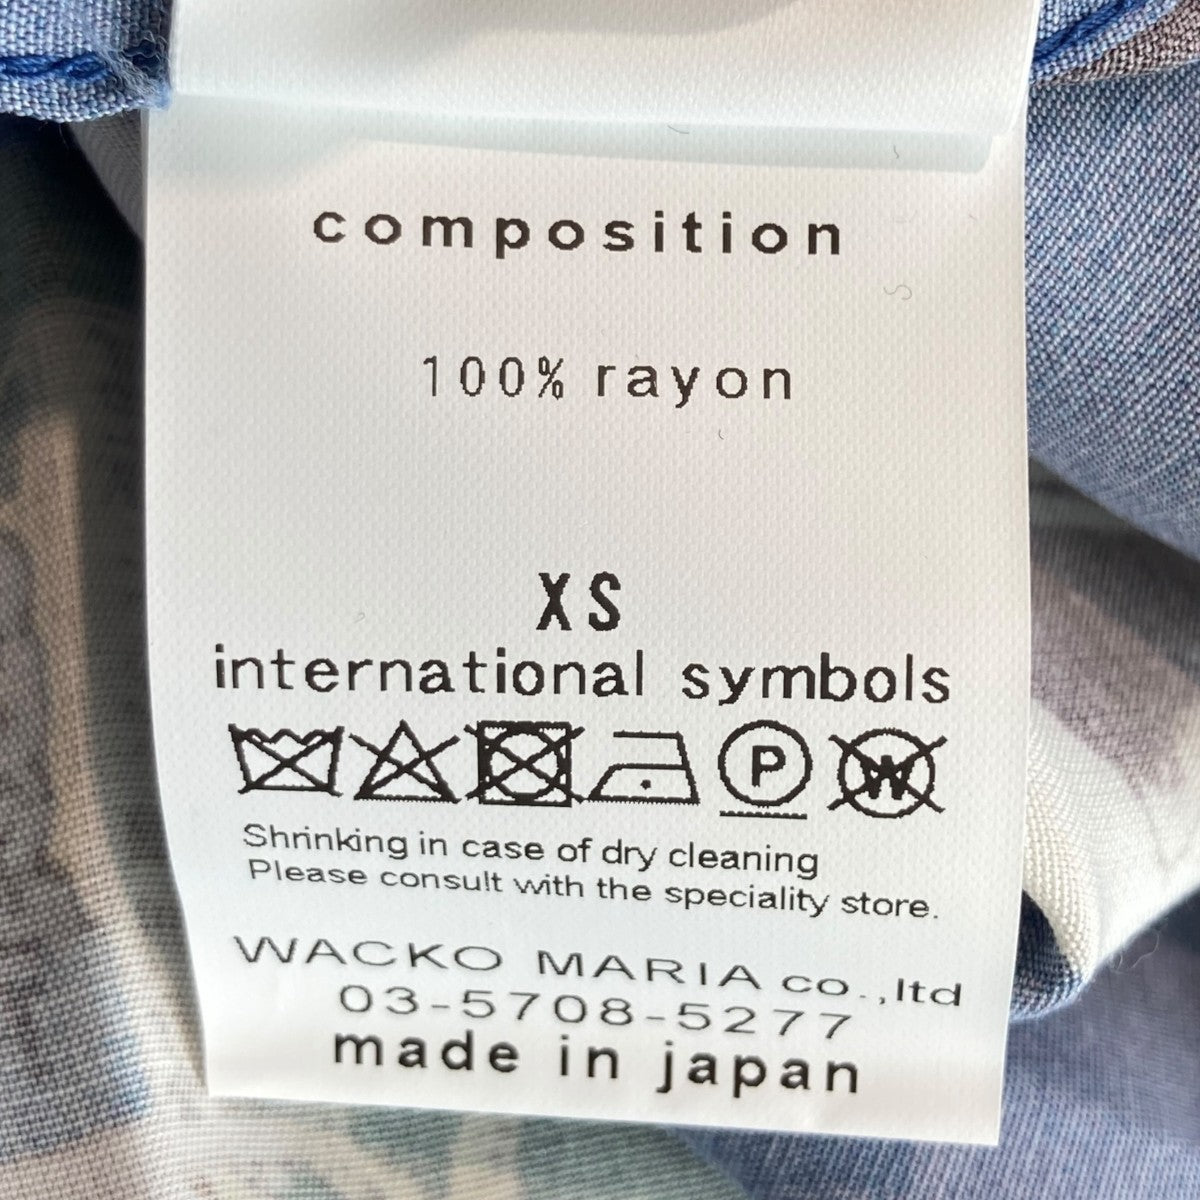 composition
100% rayon
XS
international symbols
P W
Shrinking in case of dry cleaning
Please consult with the speciality store.
WACKO MARIA co.,ltd
03-5708-5277
made in japan